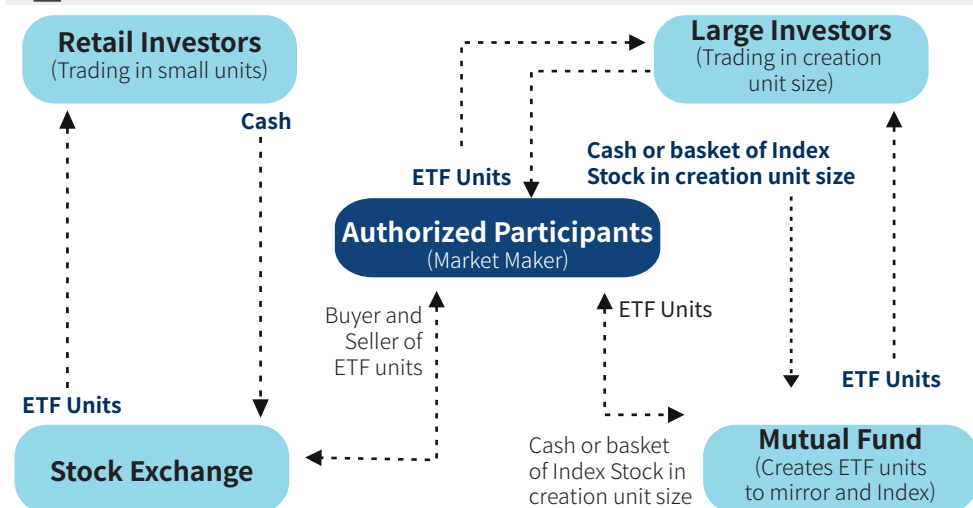 Retail Investors
(Trading in small units)
Large Investors
(Trading in creation
unit size)
Cash
ETF Units
Cash or basket of Index
Stock in creation unit size
Authorized Participants
(Market Maker)
Buyer and
Seller of
ETF units
ETF Units
ETF Units
ETF Units
Stock Exchange
Cash or basket
of Index Stock in
creation unit size
Mutual Fund
(Creates ETF units
to mirror and Index)